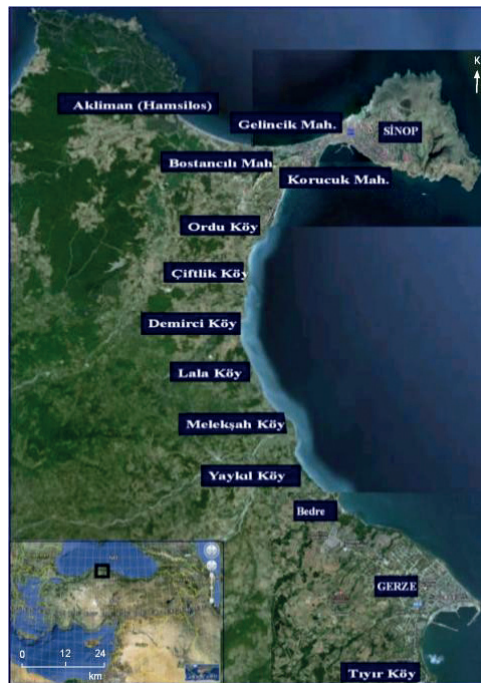 K
Akliman (Hamsilos)
Gelincik Mah.
SİNOP
Bostancılı Mah
Korucuk Mah.
Ordu Köy
Çiftlik Köy
Demirci Köy
Lala Köy
Melekşah Köy
Yaykıl Köy
Bedre
GERZE
0 12 24
km
Tıyır Köy